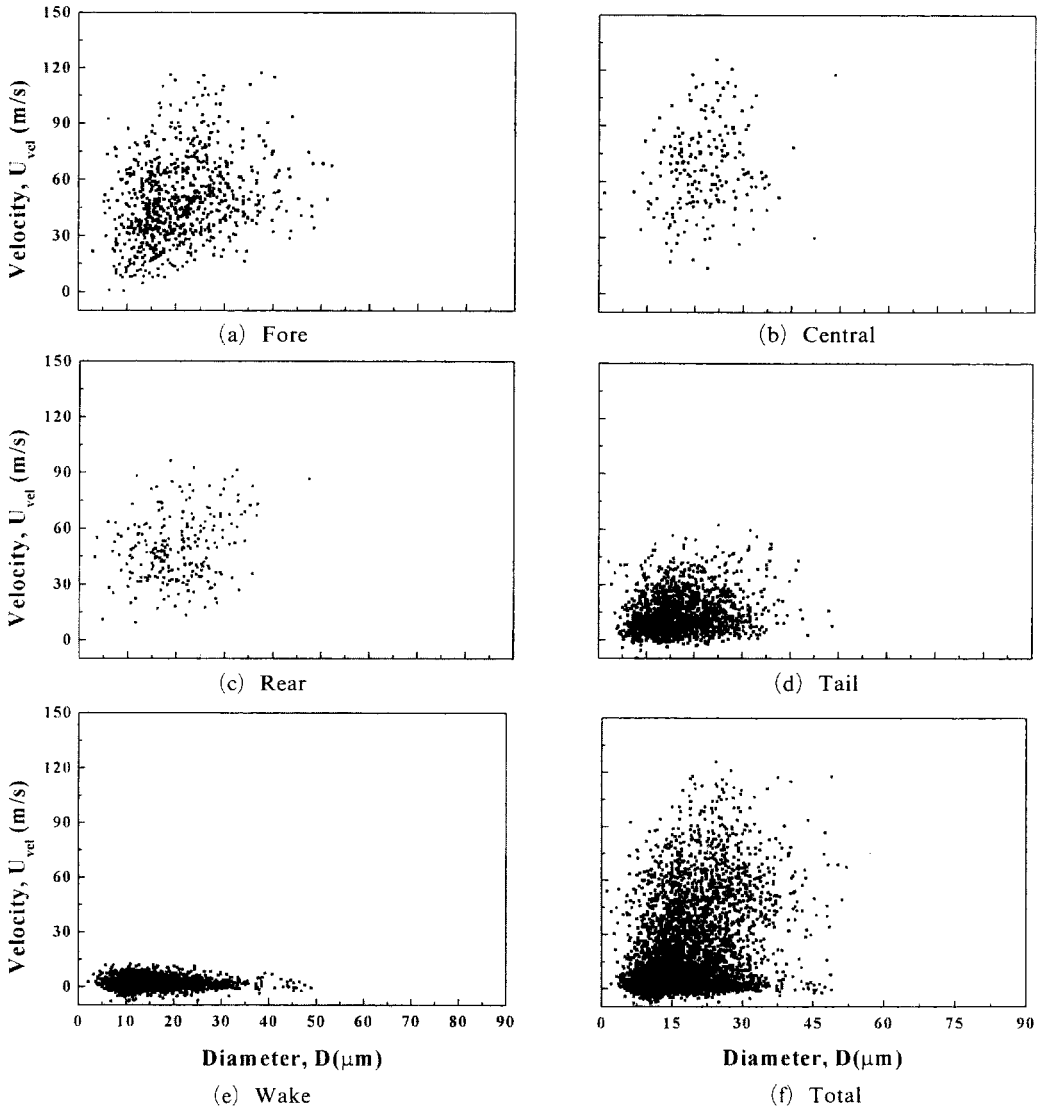 150
120
90
60
30
0
Velocity, U_vel (m/s)
(a) Fore
(b) Central
150
120
90
60
30
0
Velocity, U_vel (m/s)
(c) Rear
(d) Tail
150
120
90
60
30
0
Velocity, U_vel (m/s)
0 10 20 30 40 50 60 70 80 90
Diameter, D(μm)
(e) Wake
0 15 30 45 60 75 90
Diameter, D(μm)
(f) Total